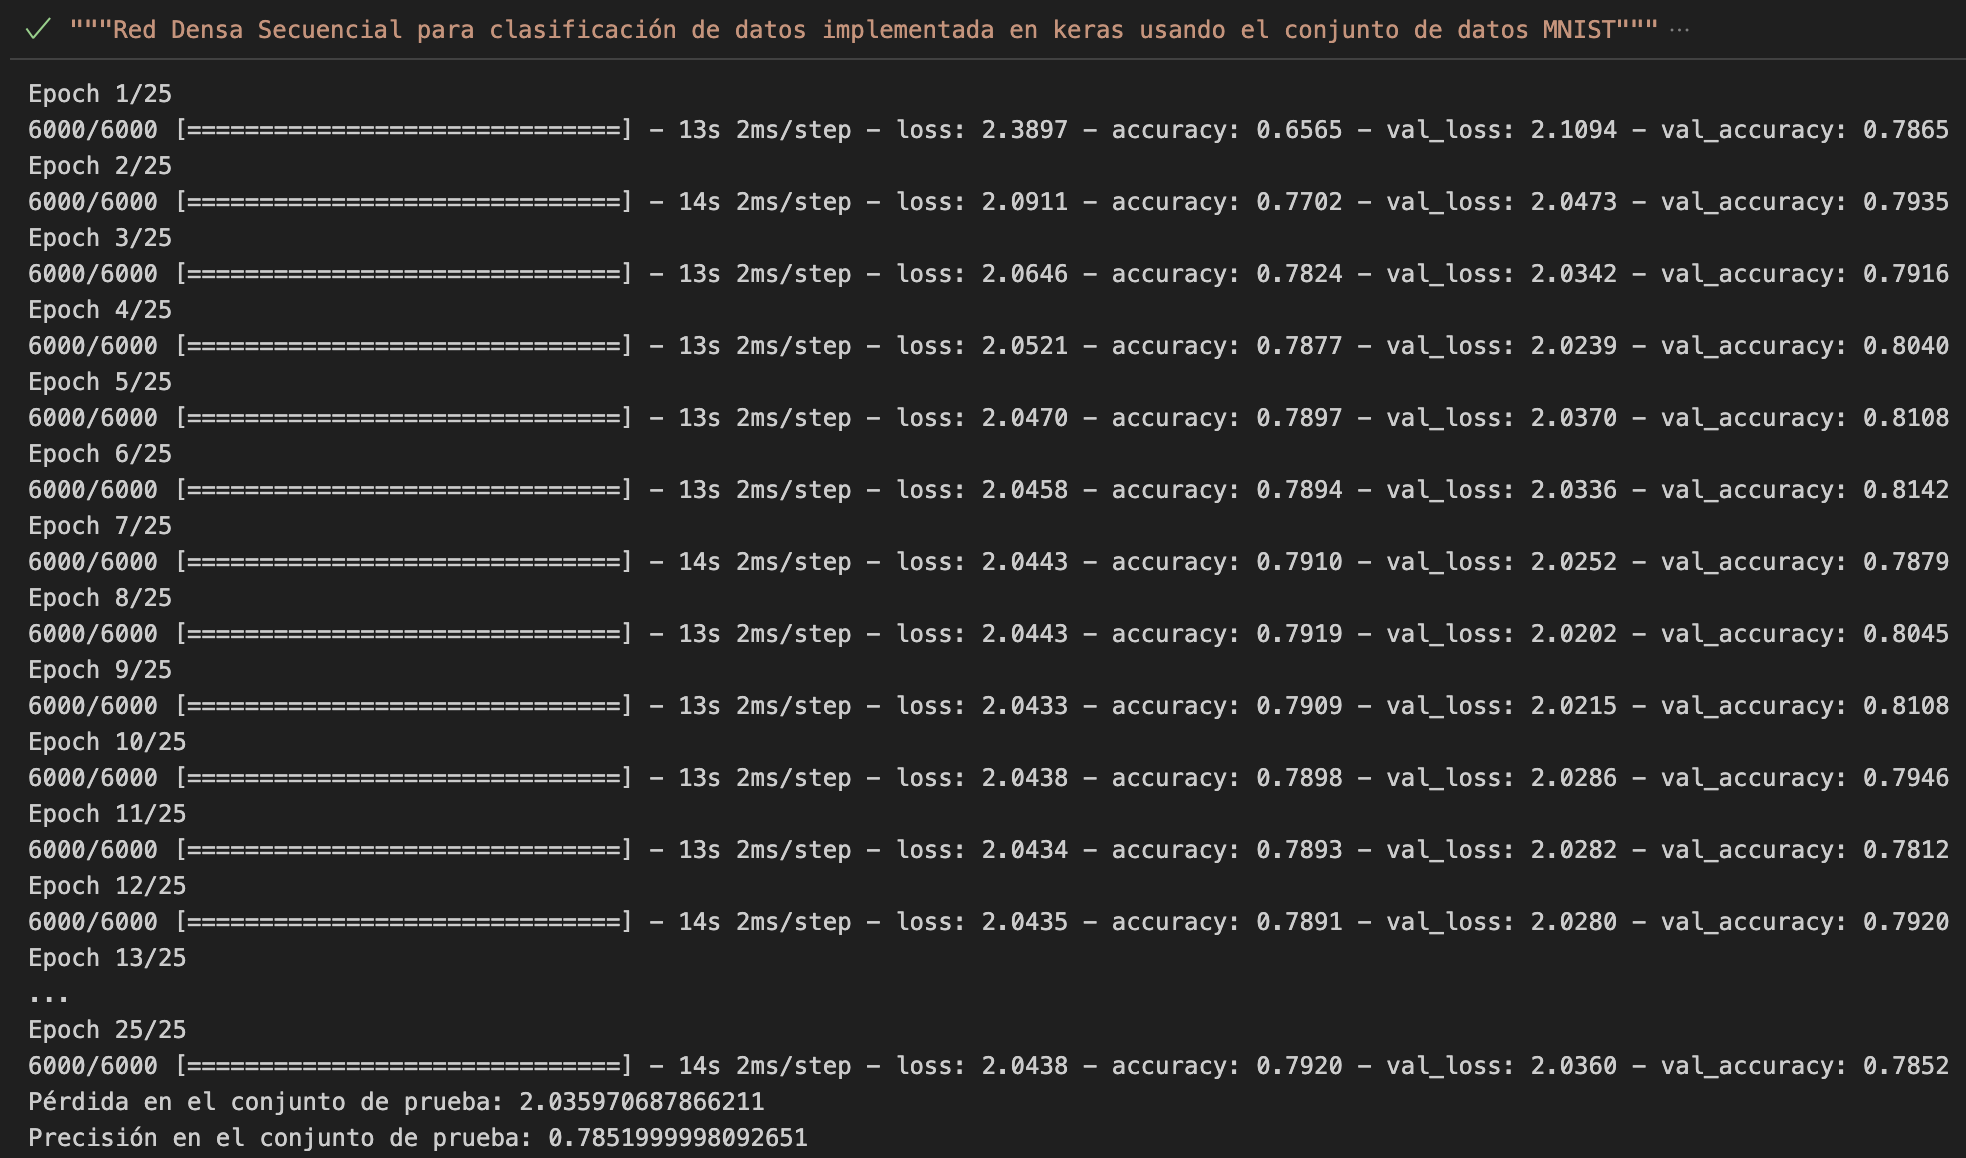 """Red Densa Secuencial para clasificación de datos implementada en keras usando el conjunto de datos MNIST""" ...
Epoch 1/25
6000/6000 [==============================] - 13s 2ms/step - loss: 2.3897 - accuracy: 0.6565 - val_loss: 2.1094 - val_accuracy: 0.7865
Epoch 2/25
6000/6000 [==============================] - 14s 2ms/step - loss: 2.0911 - accuracy: 0.7702 - val_loss: 2.0473 - val_accuracy: 0.7935
Epoch 3/25
6000/6000 [==============================] - 13s 2ms/step - loss: 2.0646 - accuracy: 0.7824 - val_loss: 2.0342 - val_accuracy: 0.7916
Epoch 4/25
6000/6000 [==============================] - 13s 2ms/step - loss: 2.0521 - accuracy: 0.7877 - val_loss: 2.0239 - val_accuracy: 0.8040
Epoch 5/25
6000/6000 [==============================] - 13s 2ms/step - loss: 2.0470 - accuracy: 0.7897 - val_loss: 2.0370 - val_accuracy: 0.8108
Epoch 6/25
6000/6000 [==============================] - 13s 2ms/step - loss: 2.0458 - accuracy: 0.7894 - val_loss: 2.0336 - val_accuracy: 0.8142
Epoch 7/25
6000/6000 [==============================] - 14s 2ms/step - loss: 2.0443 - accuracy: 0.7910 - val_loss: 2.0252 - val_accuracy: 0.7879
Epoch 8/25
6000/6000 [==============================] - 13s 2ms/step - loss: 2.0443 - accuracy: 0.7919 - val_loss: 2.0202 - val_accuracy: 0.8045
Epoch 9/25
6000/6000 [==============================] - 13s 2ms/step - loss: 2.0433 - accuracy: 0.7909 - val_loss: 2.0215 - val_accuracy: 0.8108
Epoch 10/25
6000/6000 [==============================] - 13s 2ms/step - loss: 2.0438 - accuracy: 0.7898 - val_loss: 2.0286 - val_accuracy: 0.7946
Epoch 11/25
6000/6000 [==============================] - 13s 2ms/step - loss: 2.0434 - accuracy: 0.7893 - val_loss: 2.0282 - val_accuracy: 0.7812
Epoch 12/25
6000/6000 [==============================] - 14s 2ms/step - loss: 2.0435 - accuracy: 0.7891 - val_loss: 2.0280 - val_accuracy: 0.7920
Epoch 13/25
...
Epoch 25/25
6000/6000 [==============================] - 14s 2ms/step - loss: 2.0438 - accuracy: 0.7920 - val_loss: 2.0360 - val_accuracy: 0.7852
Pérdida en el conjunto de prueba: 2.035970687866211
Precisión en el conjunto de prueba: 0.7851999998092651